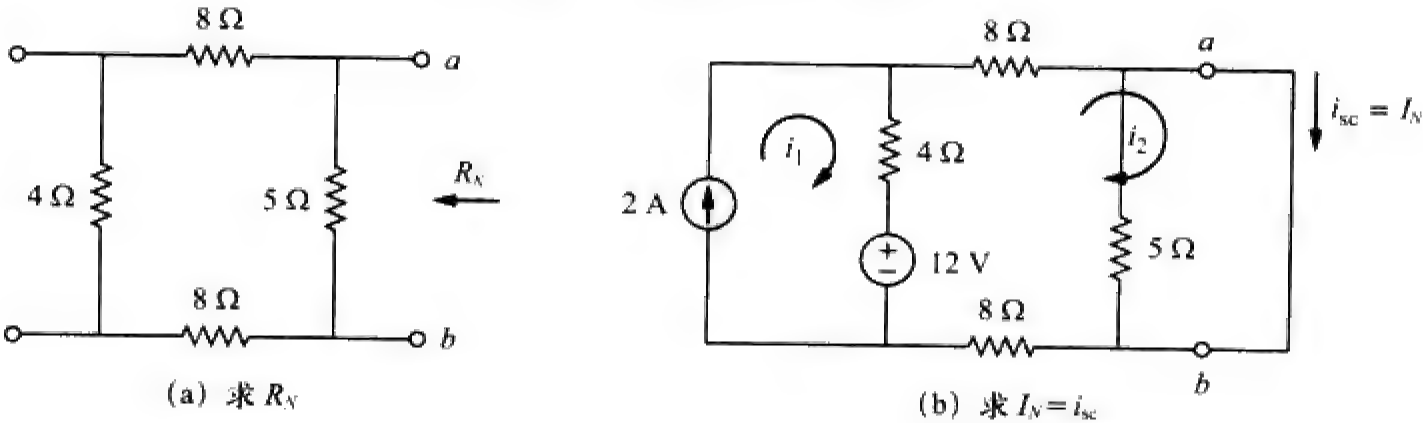 8 Ω
a
4 Ω
5 Ω
R_N
8 Ω
b
(a) 求 R_N
8 Ω
a
i_sc = I_N
i_1
4 Ω
i_2
2 A
12 V
5 Ω
8 Ω
b
(b) 求 I_N = i_sc